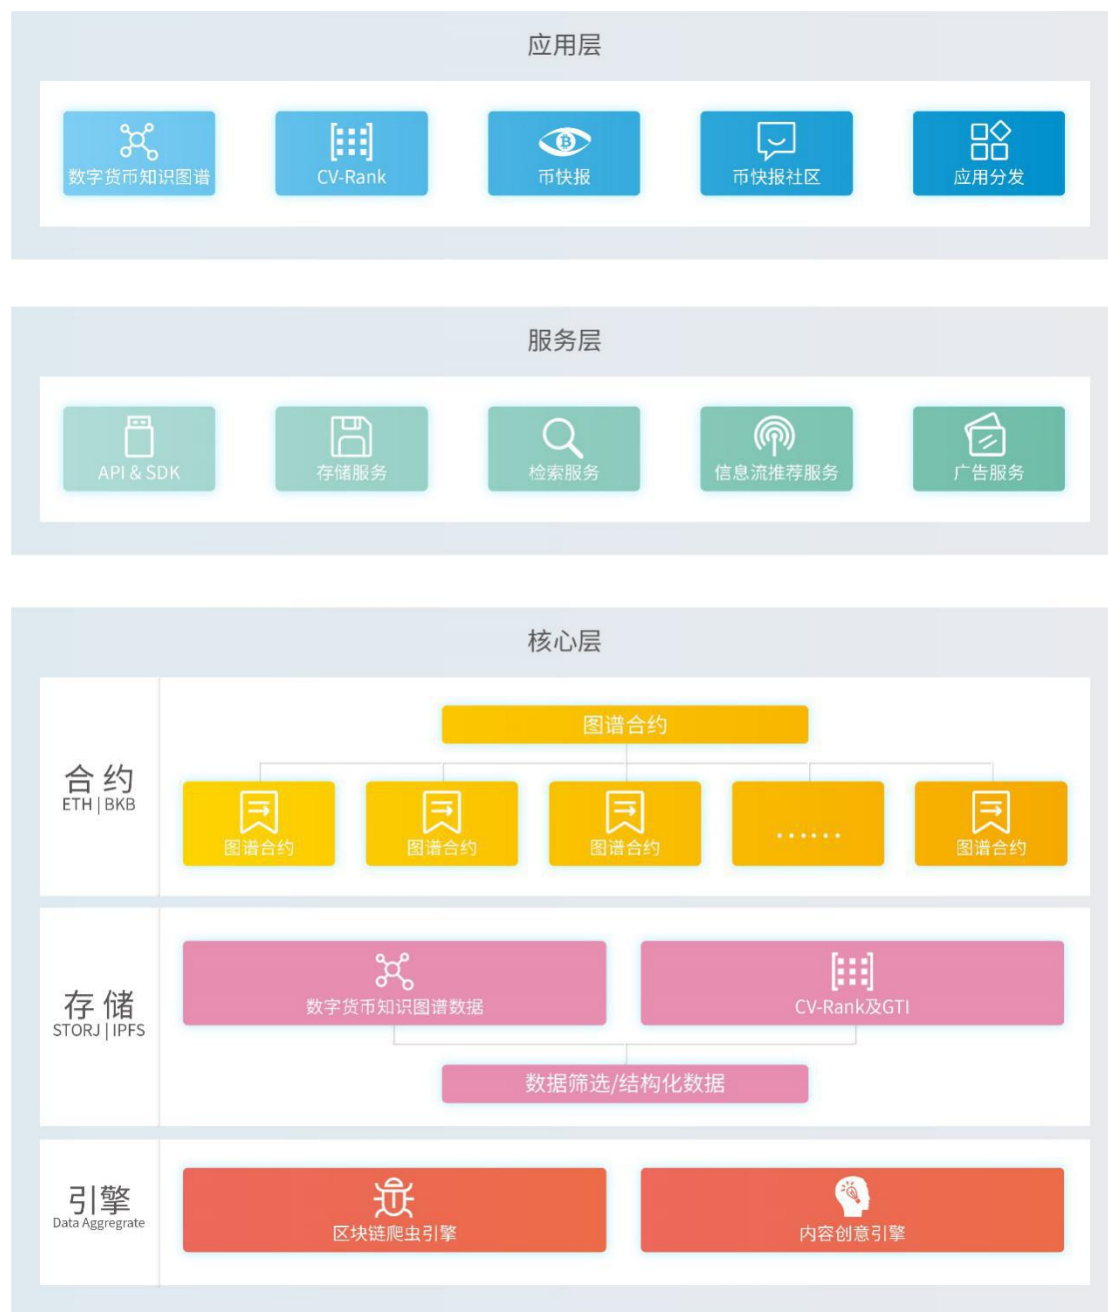 应用层
数字货币知识图谱
CV-Rank
币快报
币快报社区
应用分发
服务层
API & SDK
存储服务
检索服务
信息流推荐服务
广告服务
核心层
合约
ETH | BKB
图谱合约
图谱合约
图谱合约
图谱合约
......
图谱合约
存储
STORJ | IPFS
数字货币知识图谱数据
CV-Rank及GTI
数据筛选/结构化数据
引擎
Data Aggregrate
区块链爬虫引擎
内容创意引擎